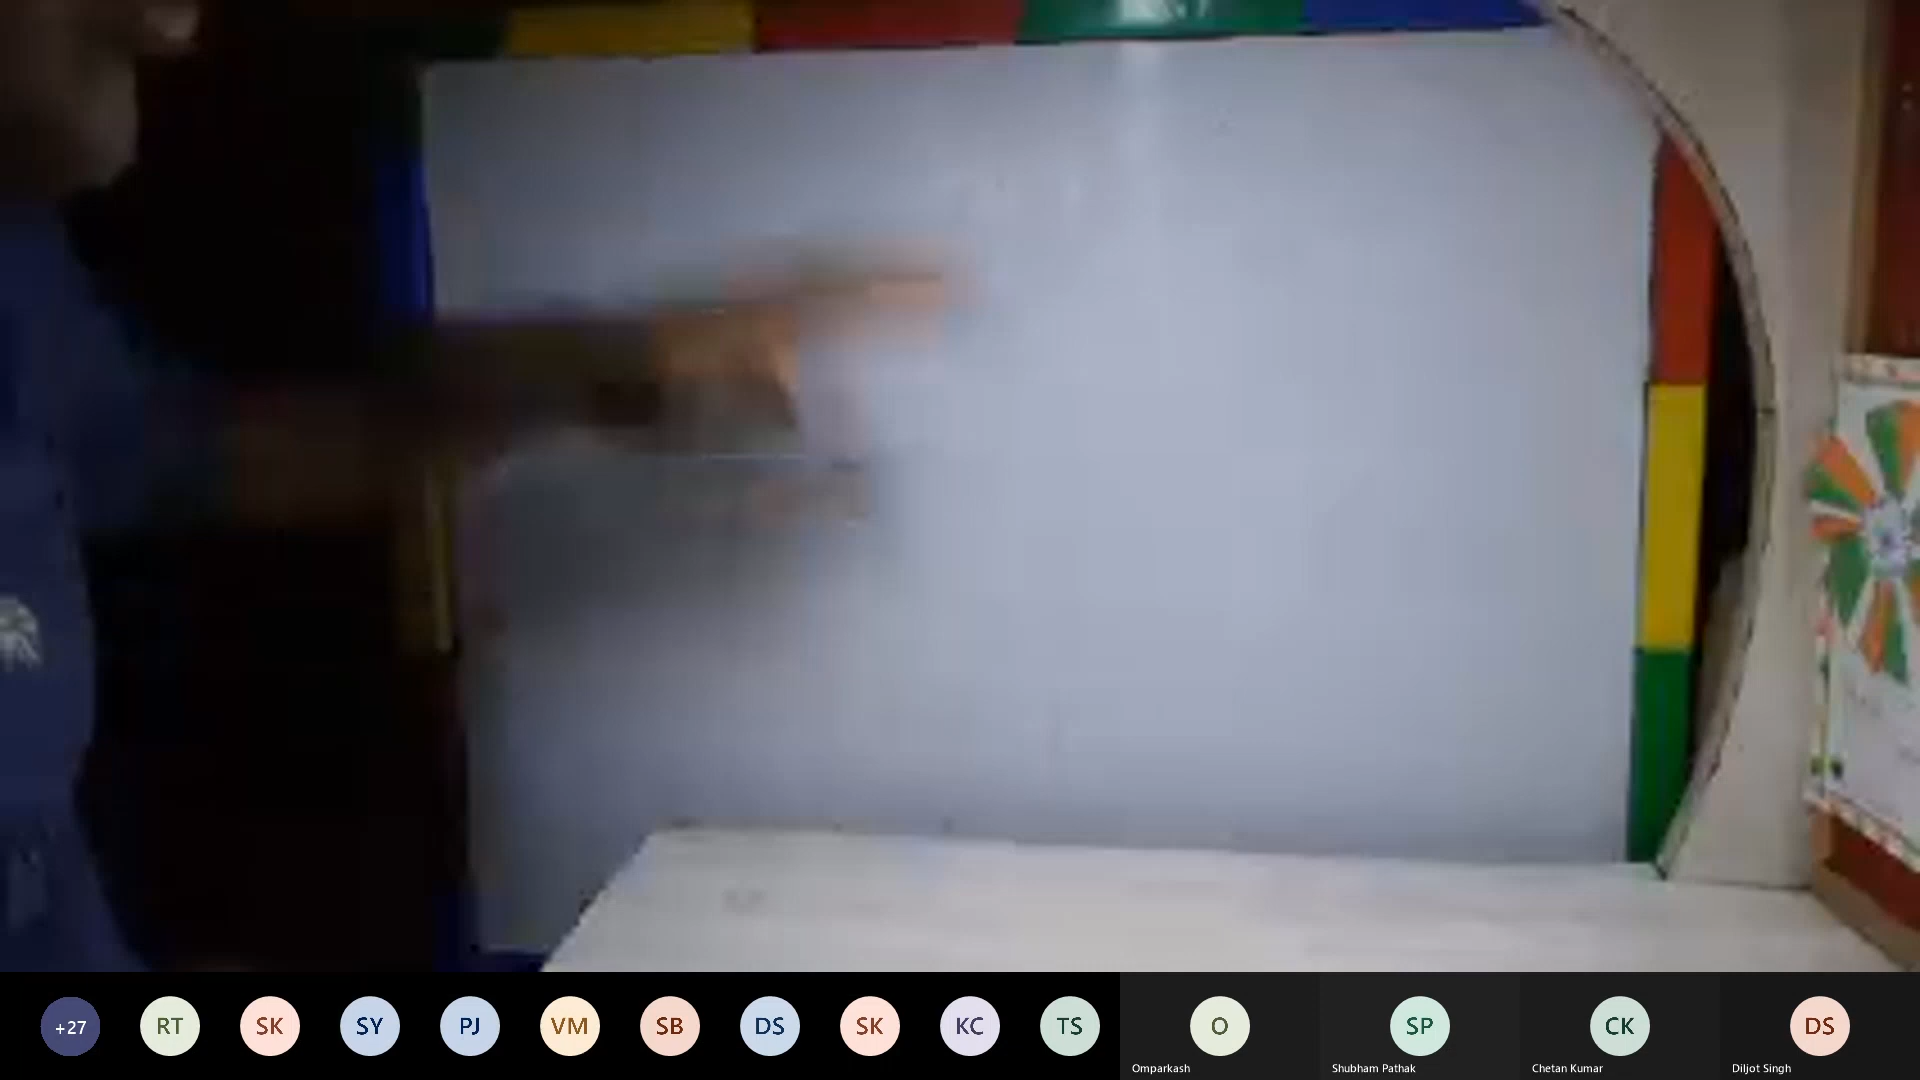 +27
RT
SK
SY
PJ
VM
SB
DS
SK
KC
TS
O
SP
CK
DS
Omparkash
Shubham Pathak
Chetan Kumar
Diljot Singh